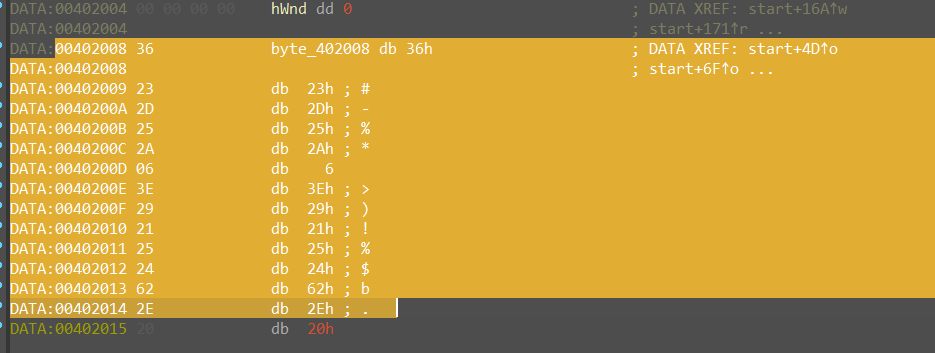 DATA:00402004 00 00 00 00 hWnd dd 0 ; DATA XREF: start+16A↑w
DATA:00402004 ; start+171↑r ...
DATA:00402008 36 byte_402008 db 36h ; DATA XREF: start+4D↑o
DATA:00402008 ; start+6F↑o ...
DATA:00402009 23 db 23h ; #
DATA:0040200A 2D db 2Dh ; -
DATA:0040200B 25 db 25h ; %
DATA:0040200C 2A db 2Ah ; *
DATA:0040200D 06 db 6
DATA:0040200E 3E db 3Eh ; >
DATA:0040200F 29 db 29h ; )
DATA:00402010 21 db 21h ; !
DATA:00402011 25 db 25h ; %
DATA:00402012 24 db 24h ; $
DATA:00402013 62 db 62h ; b
DATA:00402014 2E db 2Eh ; .
DATA:00402015 20 db 20h